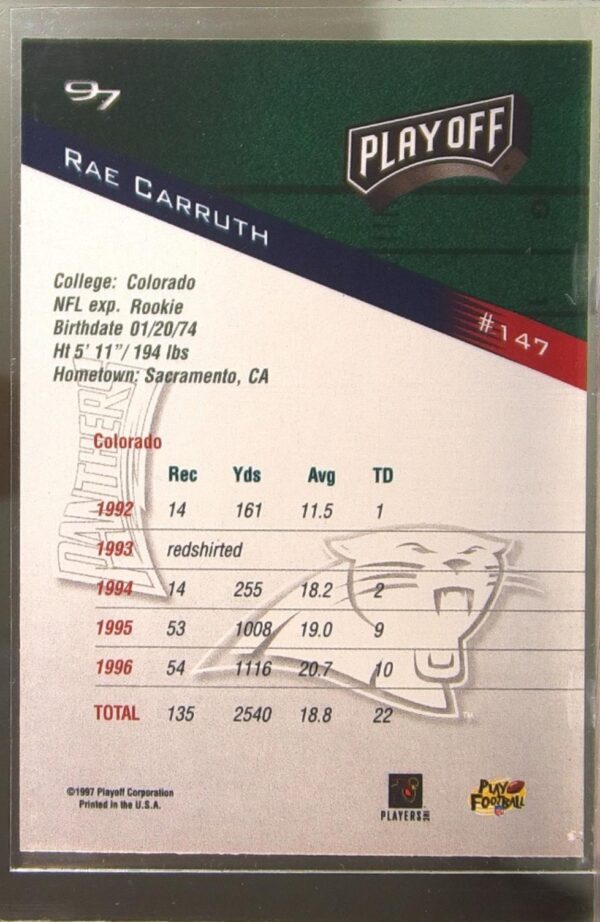 97
PLAYOFF
RAE CARRUTH
#147
College: Colorado
NFL exp. Rookie
Birthdate 01/20/74
Ht 5' 11"/ 194 lbs
Hometown: Sacramento, CA
PANTHERS
Colorado
Rec Yds Avg TD
1992 14 161 11.5 1
1993 redshirted
1994 14 255 18.2 2
1995 53 1008 19.0 9
1996 54 1116 20.7 10
TOTAL 135 2540 18.8 22
TM
©1997 Playoff Corporation
Printed in the U.S.A.
PLAYERS INC
PLAY
FOOTBALL